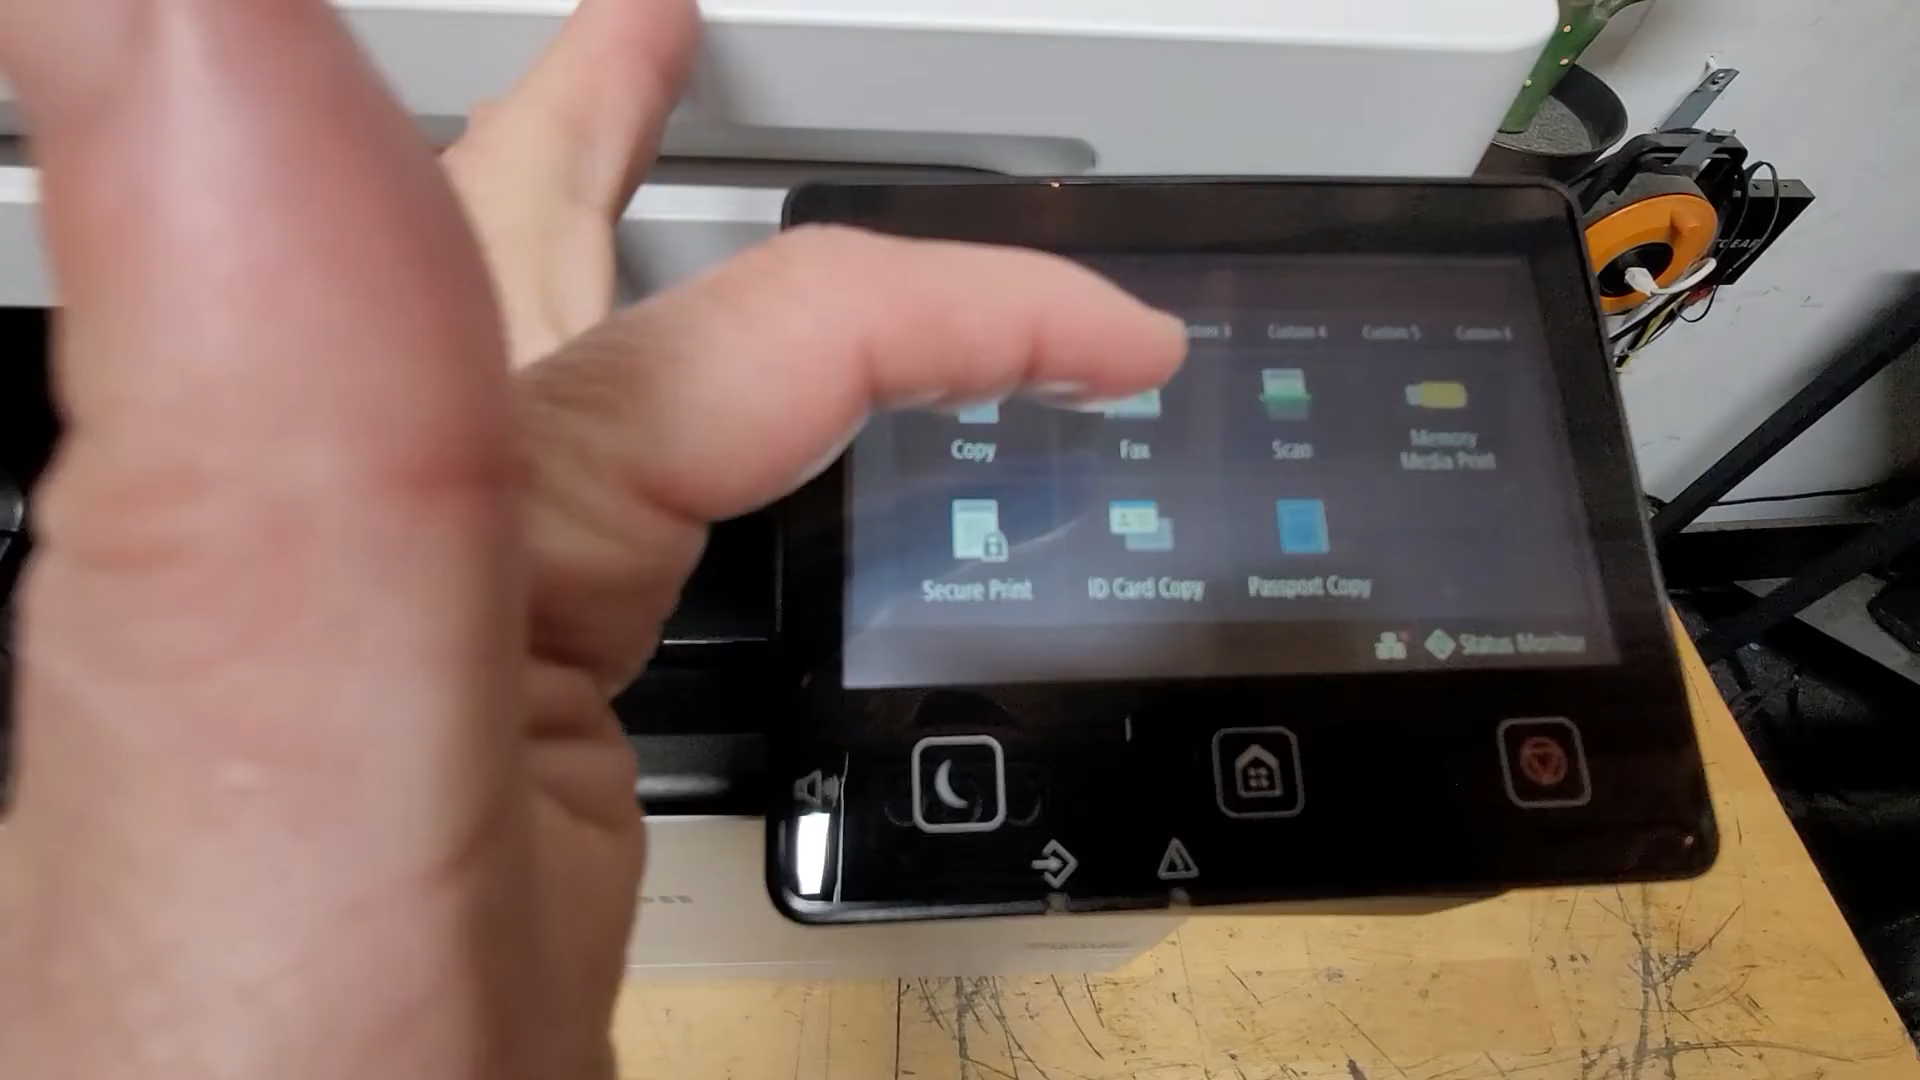 Custom 4 Custom 5 Custom 6
Copy Fax Scan Memory
Media Print
Secure Print ID Card Copy Passport Copy
Status Monitor